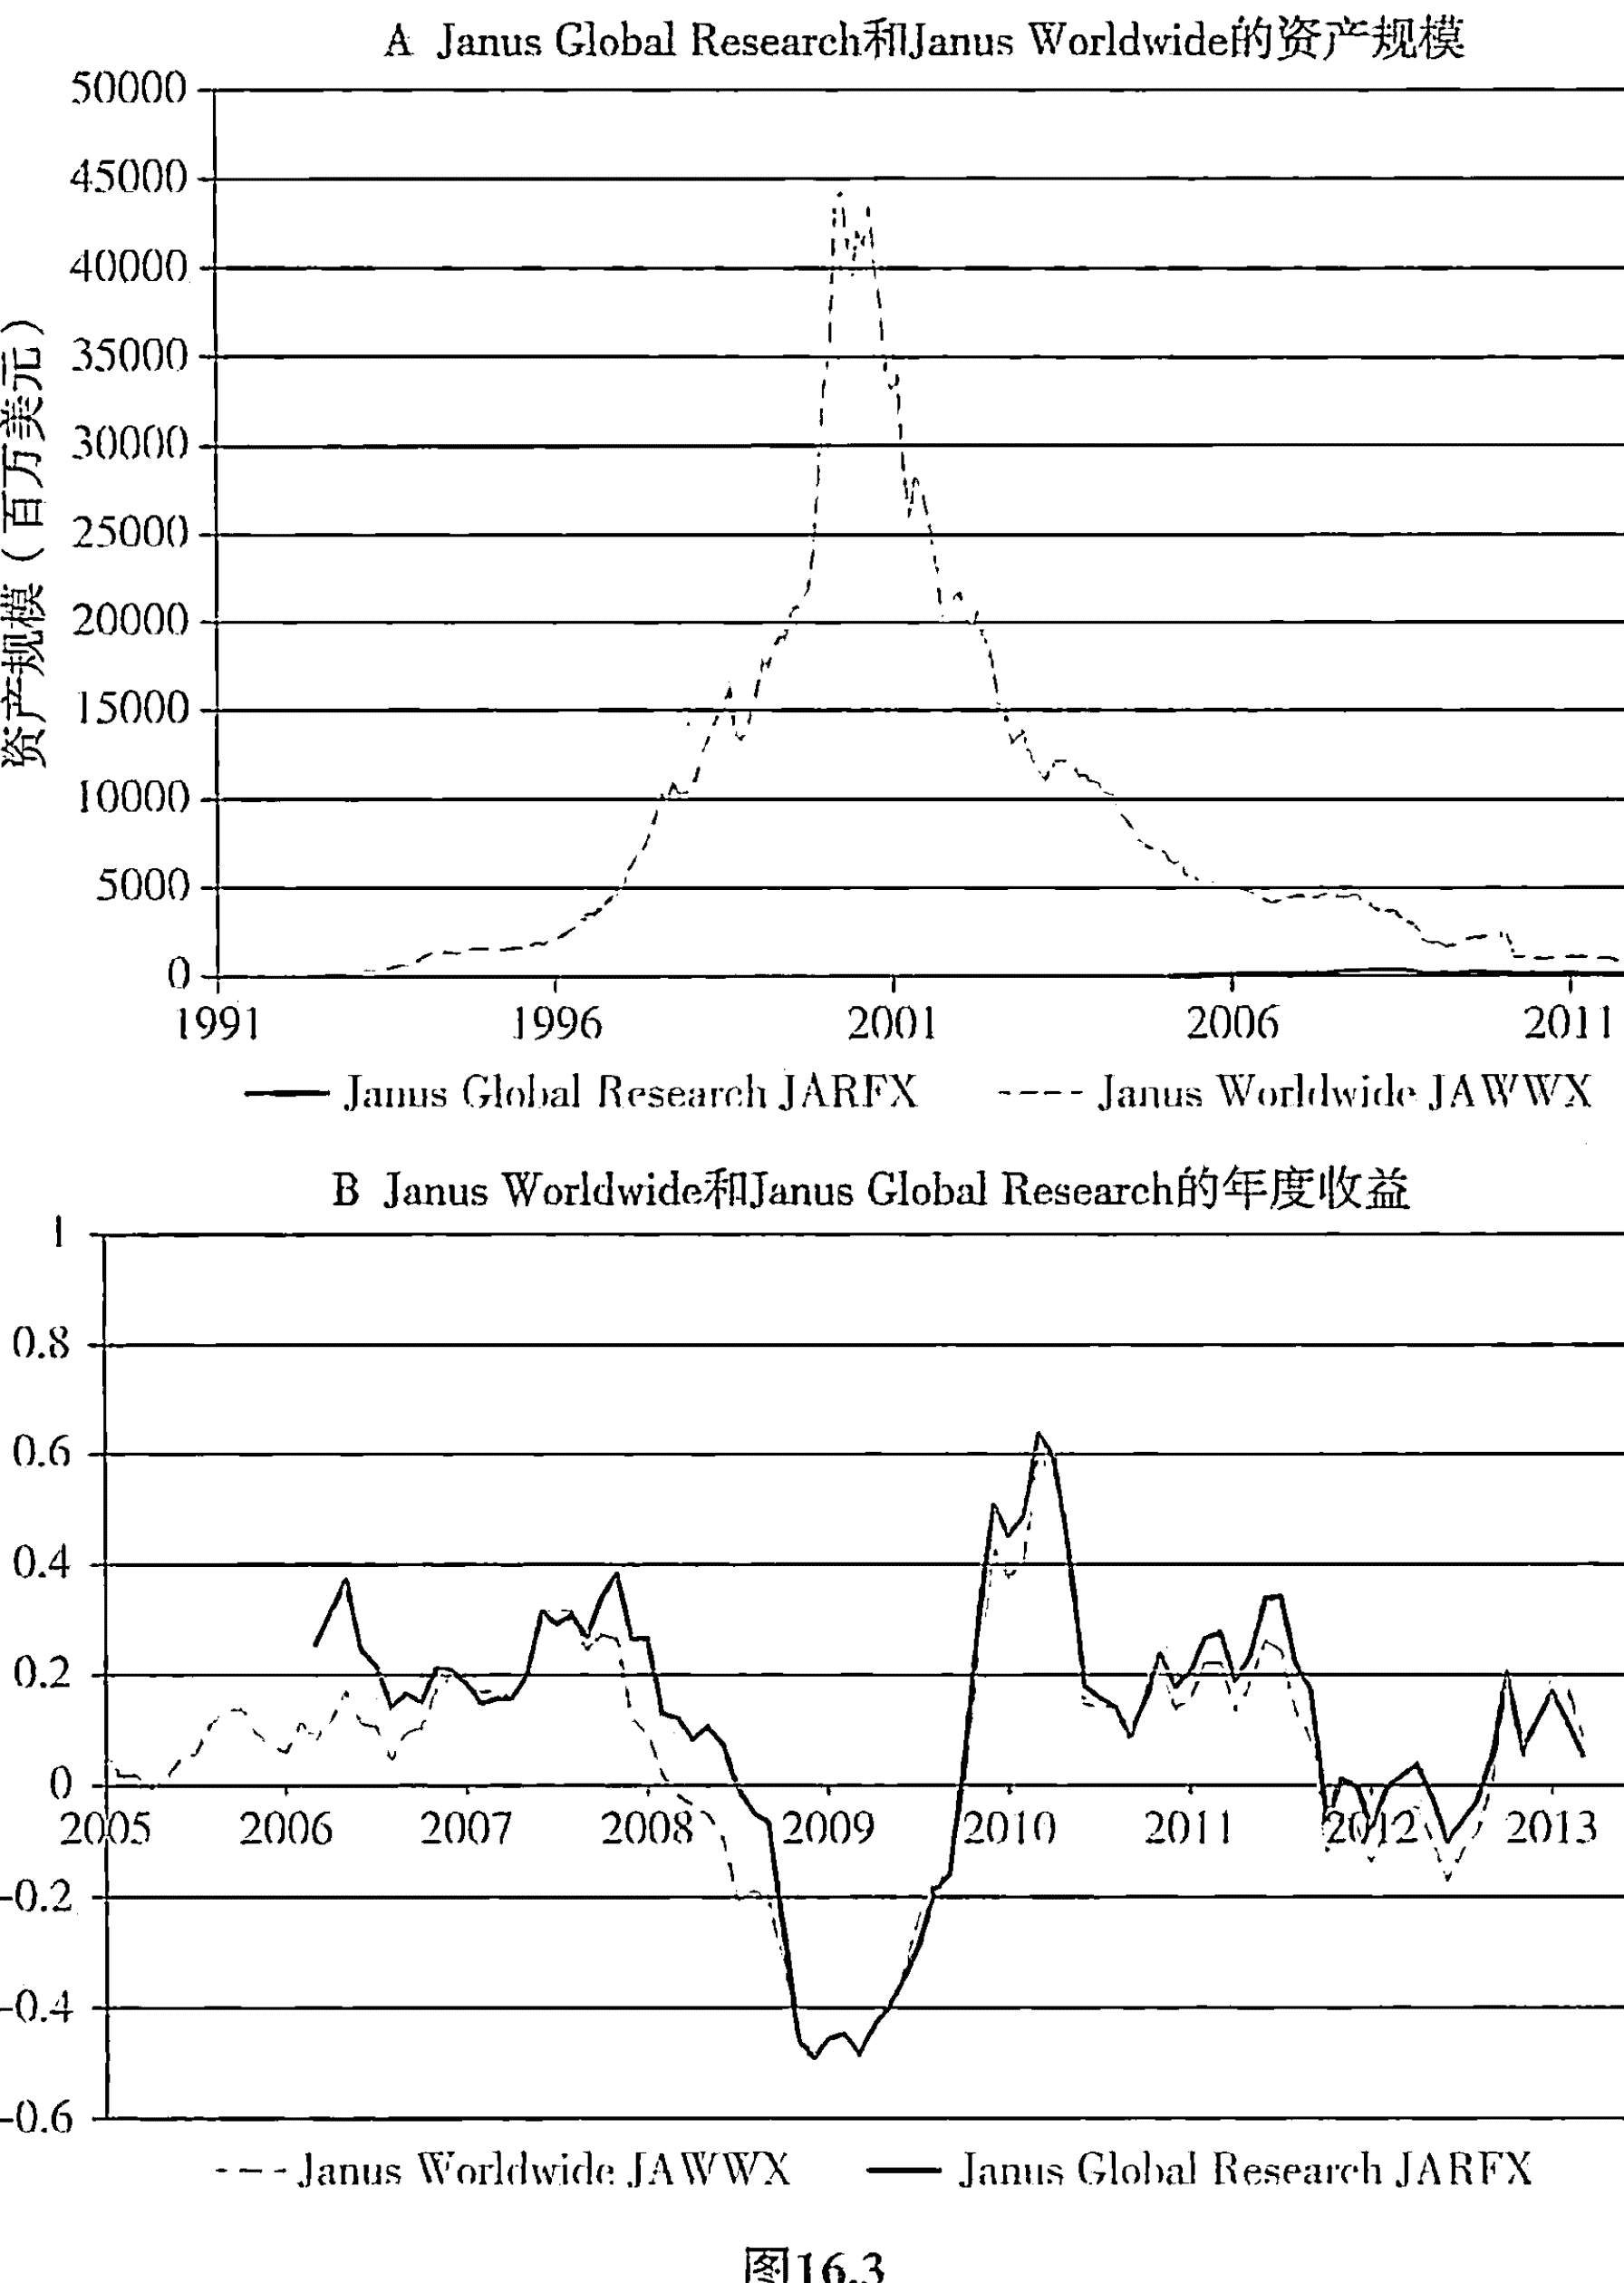 A Janus Global Research和Janus Worldwide的资产规模
资产规模（百万美元）
50000
45000
40000
35000
30000
25000
20000
15000
10000
5000
0
1991 1996 2001 2006 2011
Janus Global Research JARFX Janus Worldwide JAWWX
B Janus Worldwide和Janus Global Research的年度收益
1
0.8
0.6
0.4
0.2
0
2005 2006 2007 2008 2009 2010 2011 2012 2013
-0.2
-0.4
-0.6
Janus Worldwide JAWWX Janus Global Research JARFX
图16.3